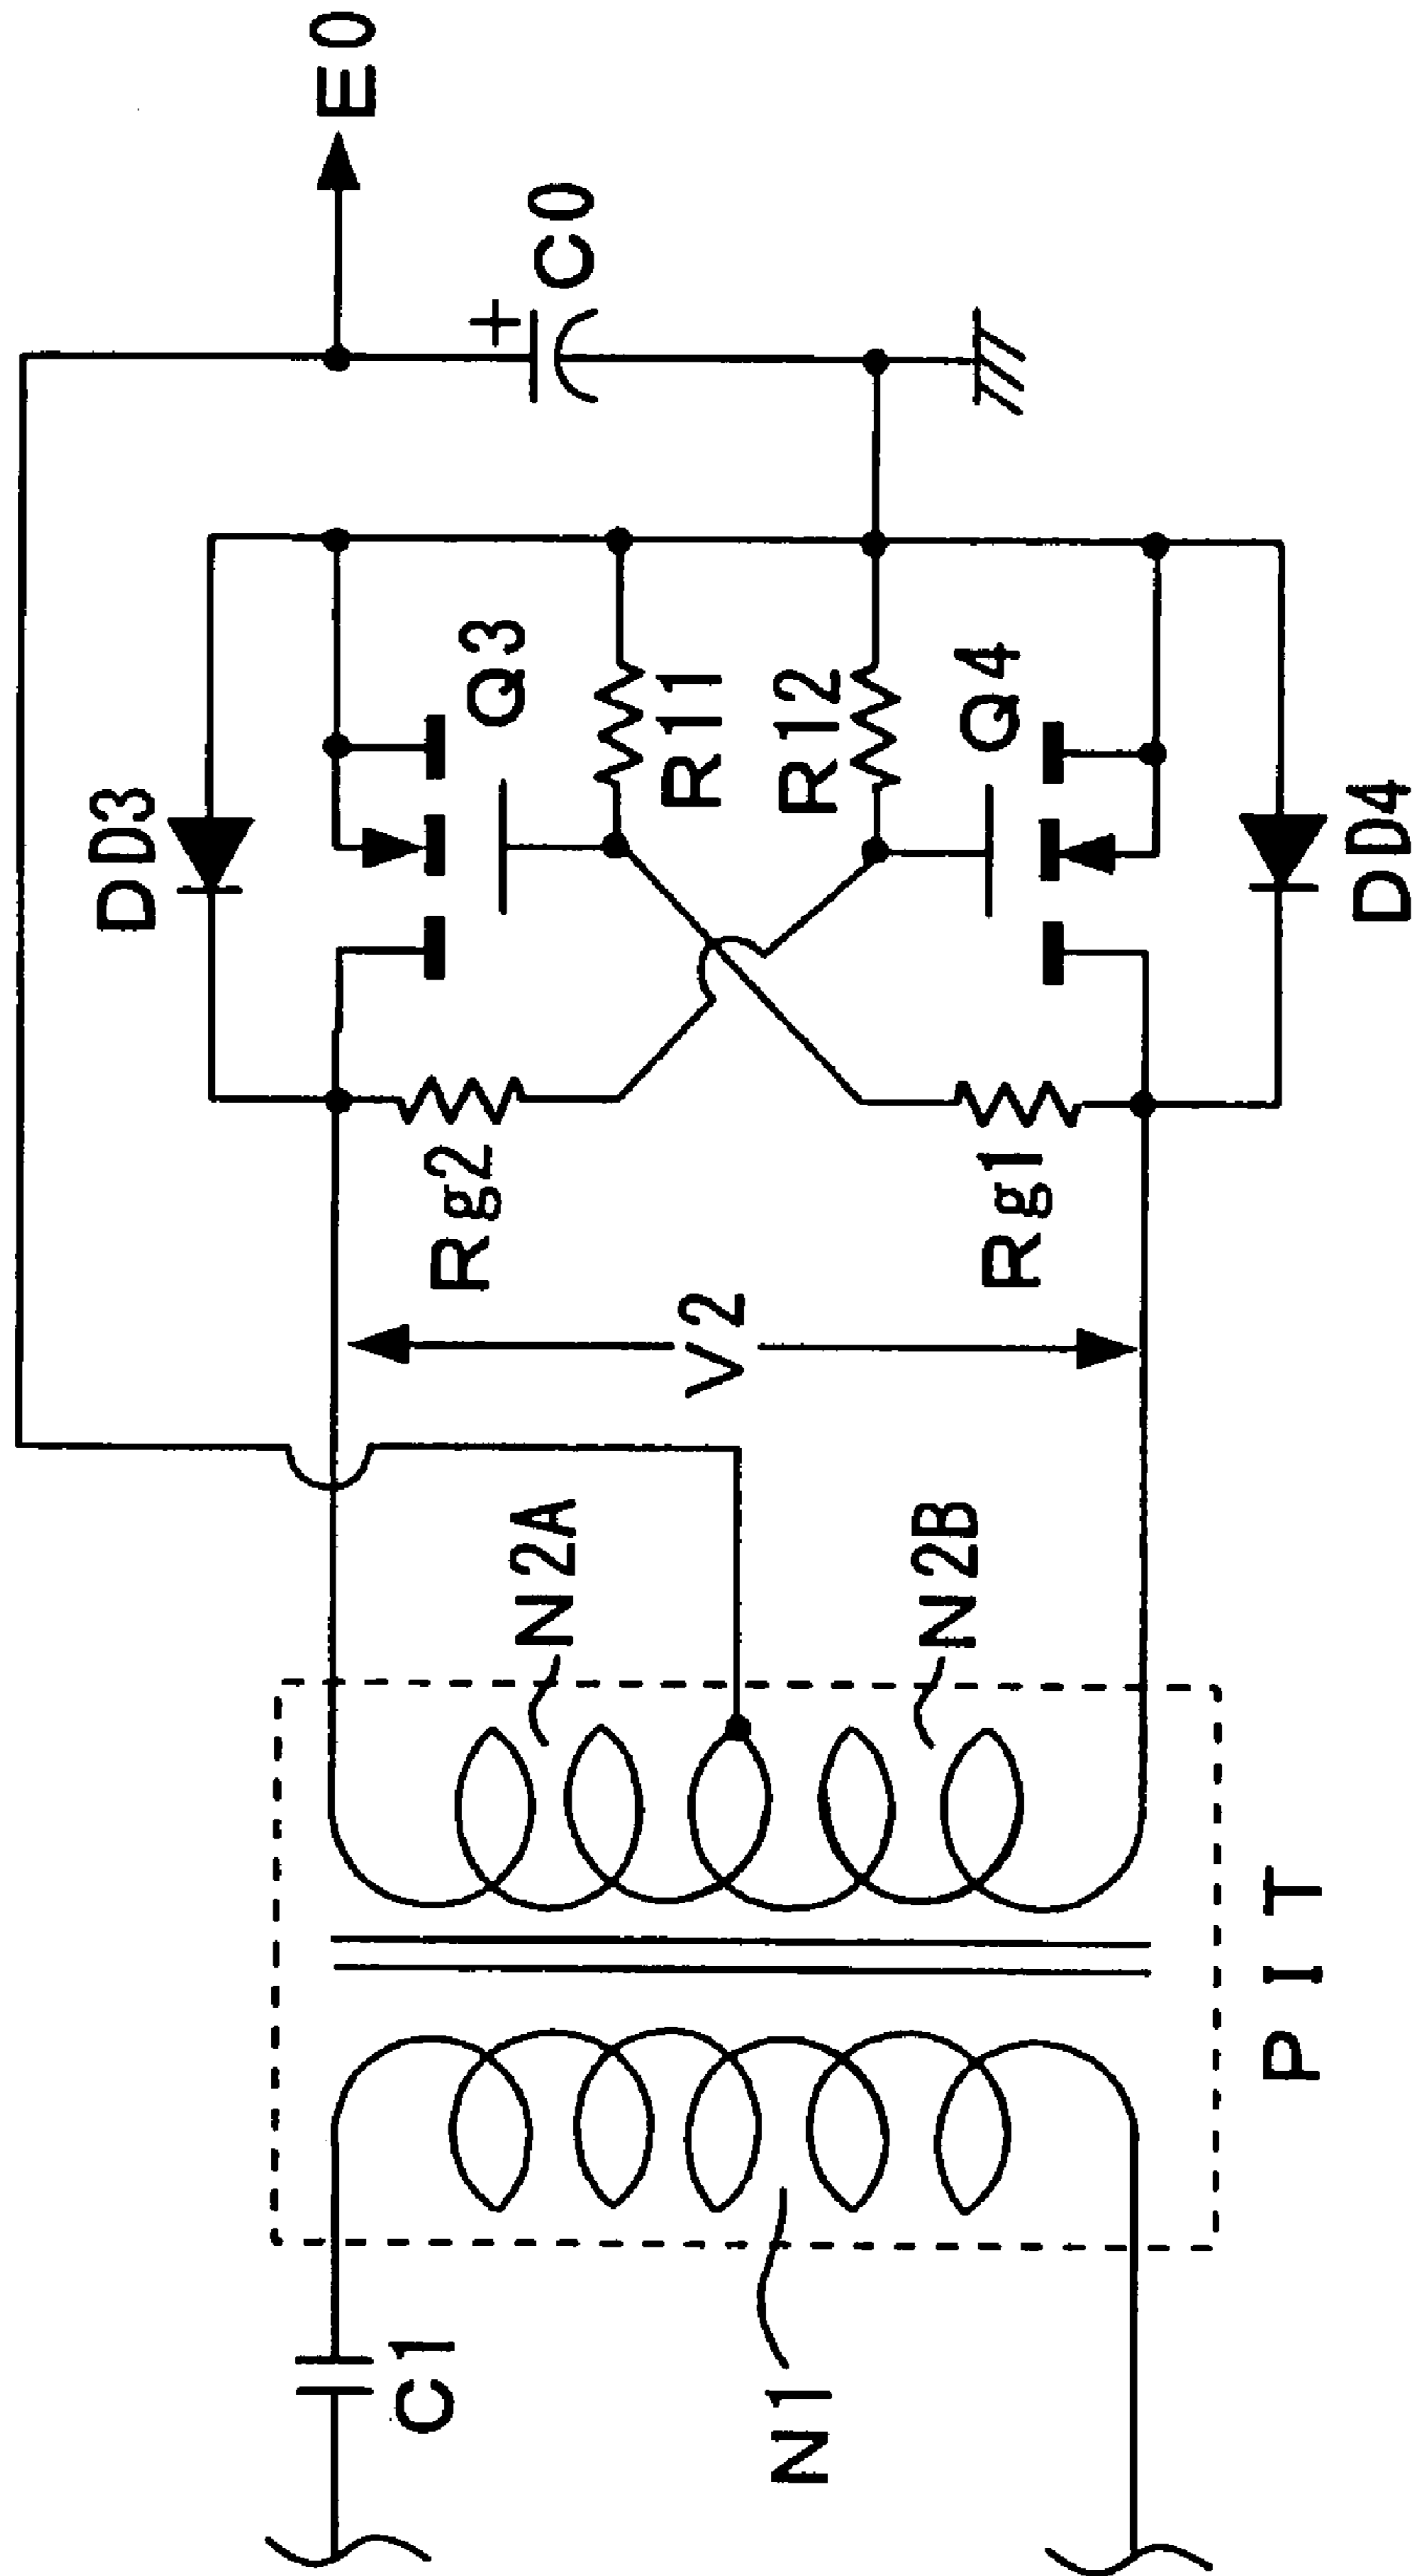 E0
C0
DD3
Q3
R11
R12
Q4
DD4
Rg2
Rg1
V2
N2A
N2B
PIT
C1
N1
+